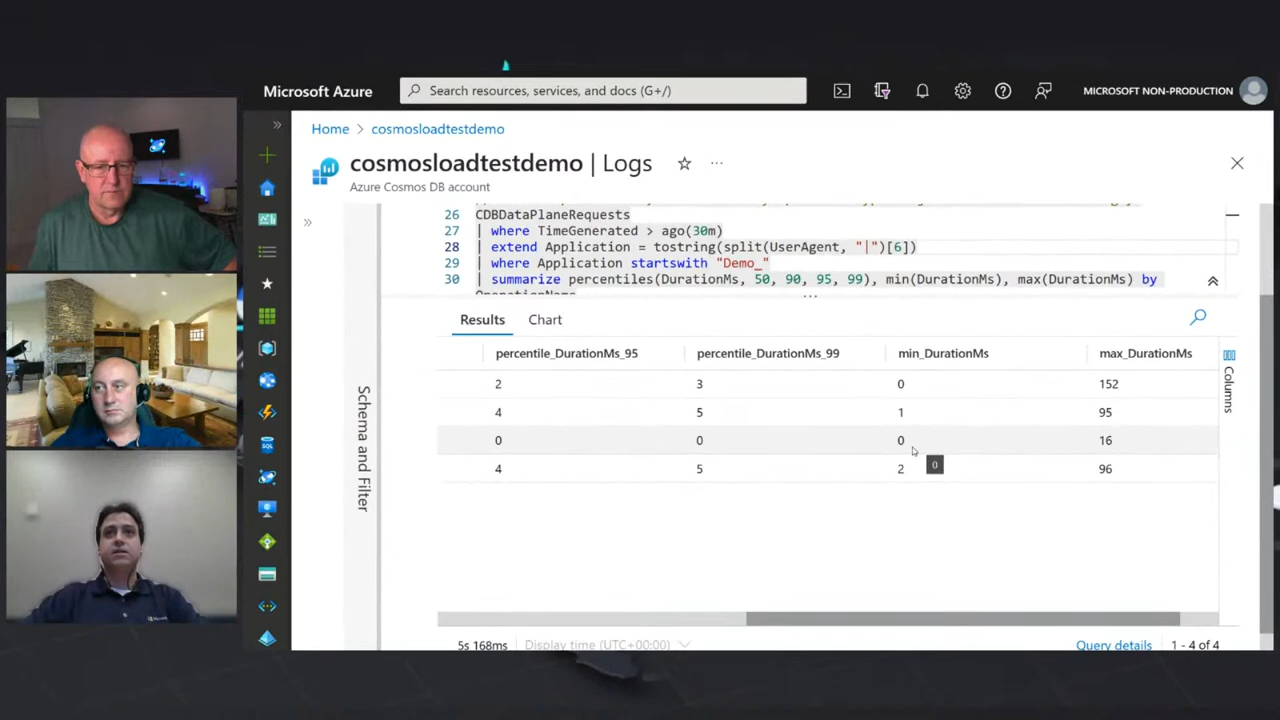 Microsoft Azure
Search resources, services, and docs (G+/)
MICROSOFT NON-PRODUCTION
Home > cosmosloadtestdemo
cosmosloadtestdemo | Logs
Azure Cosmos DB account
26 CDBDataPlaneRequests
27 | where TimeGenerated > ago(30m)
28 | extend Application = tostring(split(UserAgent, "|")[6])
29 | where Application startswith "Demo_"
30 | summarize percentiles(DurationMs, 50, 90, 95, 99), min(DurationMs), max(DurationMs) by
OperationName
Results Chart
Schema and Filter
percentile_DurationMs_95 percentile_DurationMs_99 min_DurationMs max_DurationMs
2 3 0 152
4 5 1 95
0 0 0 16
4 5 2 96
0
Columns
5s 168ms Display time (UTC+00:00) Query details 1 - 4 of 4